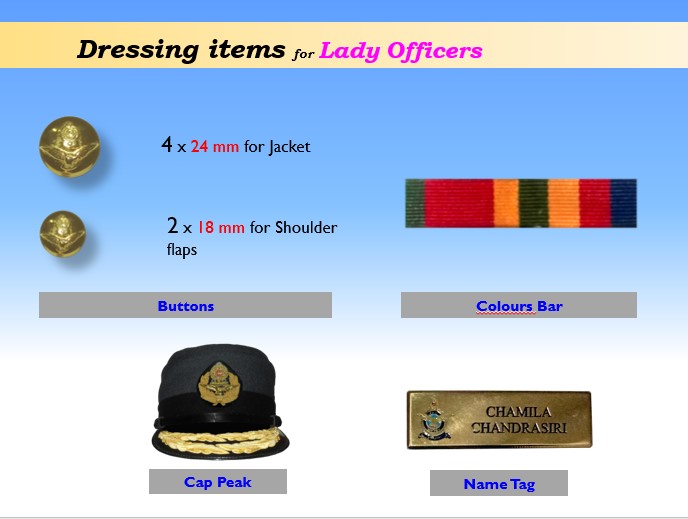 Dressing items for Lady Officers
4 x 24 mm for Jacket
2 x 18 mm for Shoulder
flaps
Buttons
Colours Bar
CHAMILA
CHANDRASIRI
Cap Peak
Name Tag